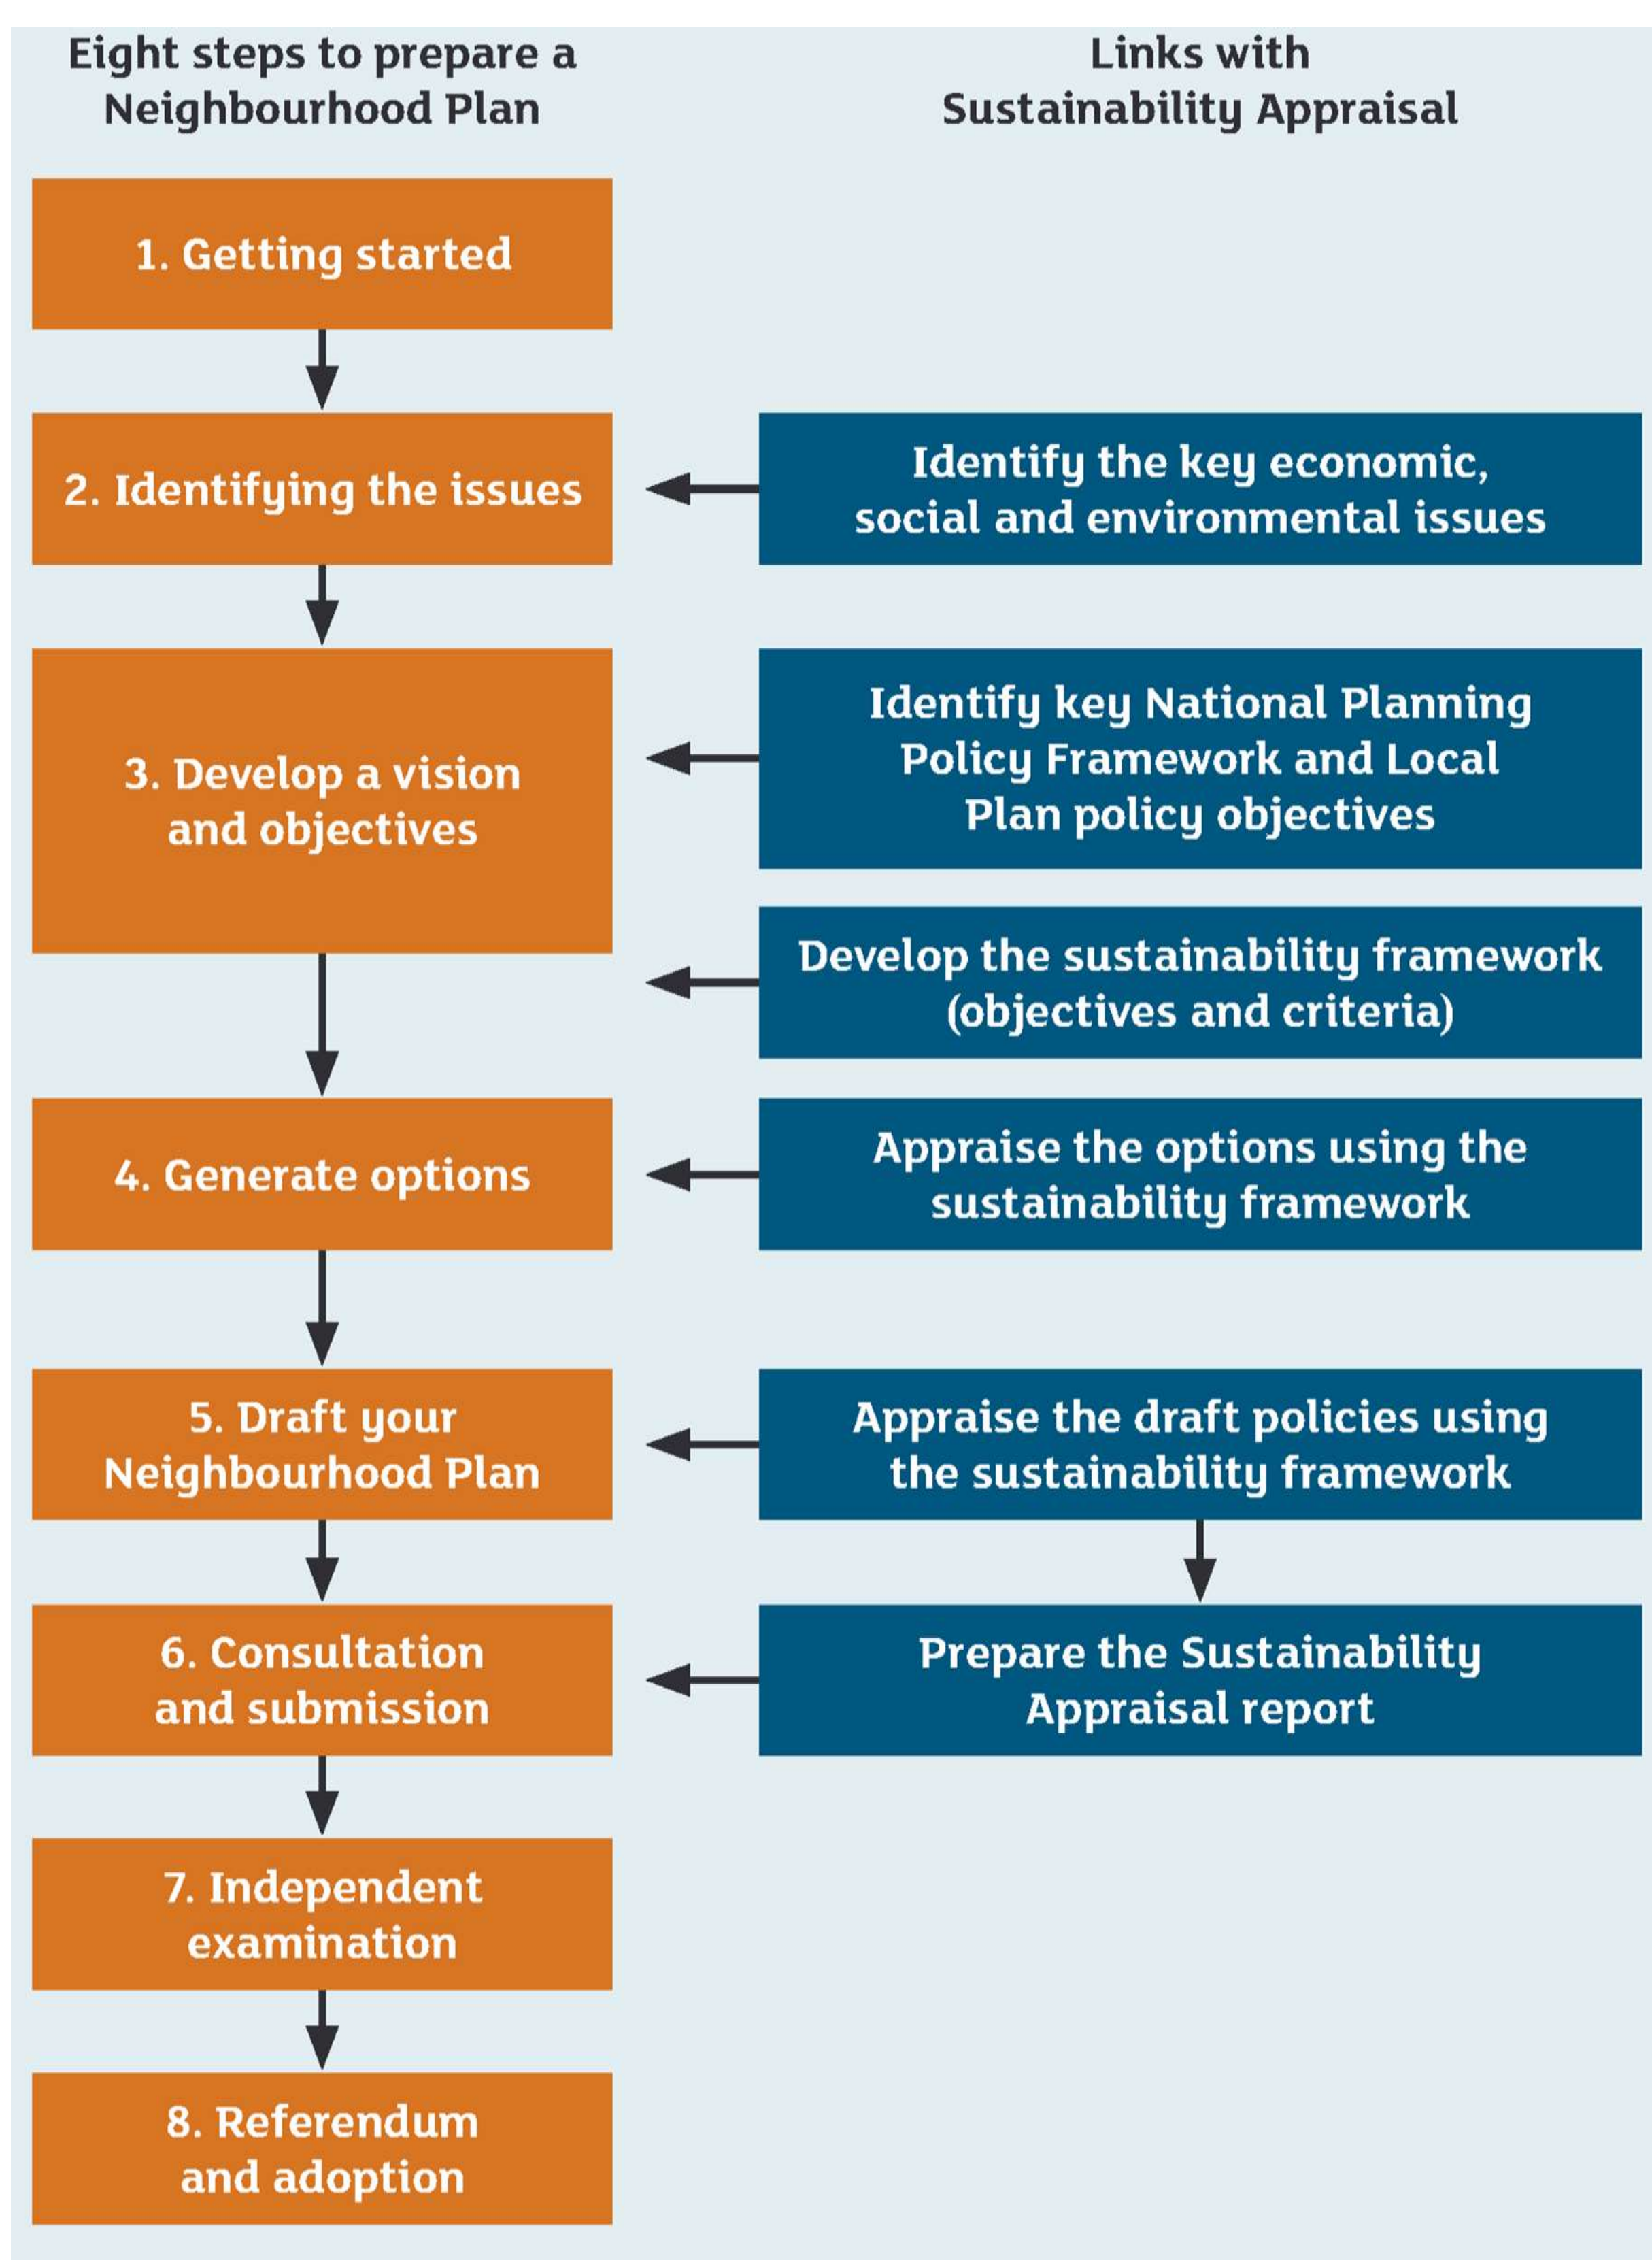 Eight steps to prepare a
Neighbourhood Plan
Links with
Sustainability Appraisal
1. Getting started
2. Identifying the issues
Identify the key economic,
social and environmental issues
3. Develop a vision
and objectives
Identify key National Planning
Policy Framework and Local
Plan policy objectives
Develop the sustainability framework
(objectives and criteria)
4. Generate options
Appraise the options using the
sustainability framework
5. Draft your
Neighbourhood Plan
Appraise the draft policies using
the sustainability framework
6. Consultation
and submission
Prepare the Sustainability
Appraisal report
7. Independent
examination
8. Referendum
and adoption